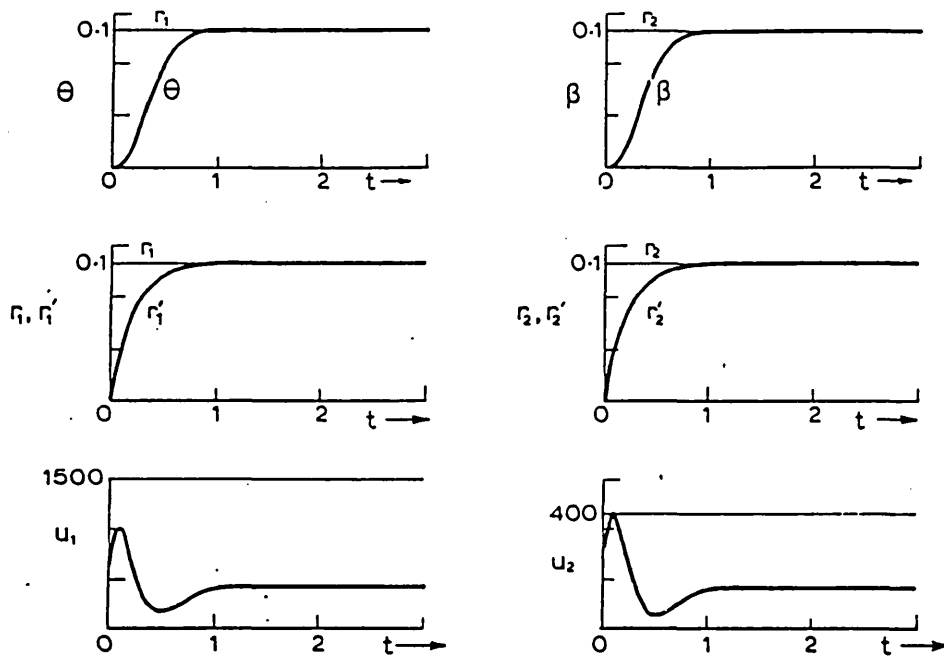 0.1
r₁
θ
θ
0
1
2
t →
0.1
r₂
β
β
0
1
2
t →
0.1
r₁
r₁, r₁′
r₁′
0
1
2
t →
0.1
r₂
r₂, r₂′
r₂′
0
1
2
t →
1500
u₁
0
1
2
t →
400
u₂
0
1
2
t →